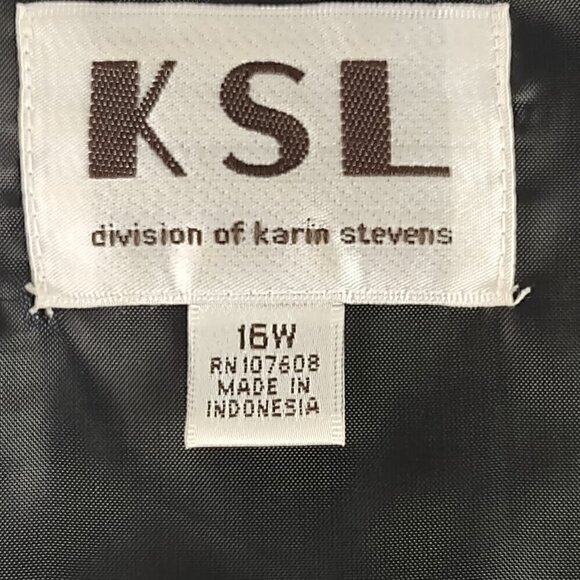 KSL
division of karin stevens
16W
RN107608
MADE IN
INDONESIA